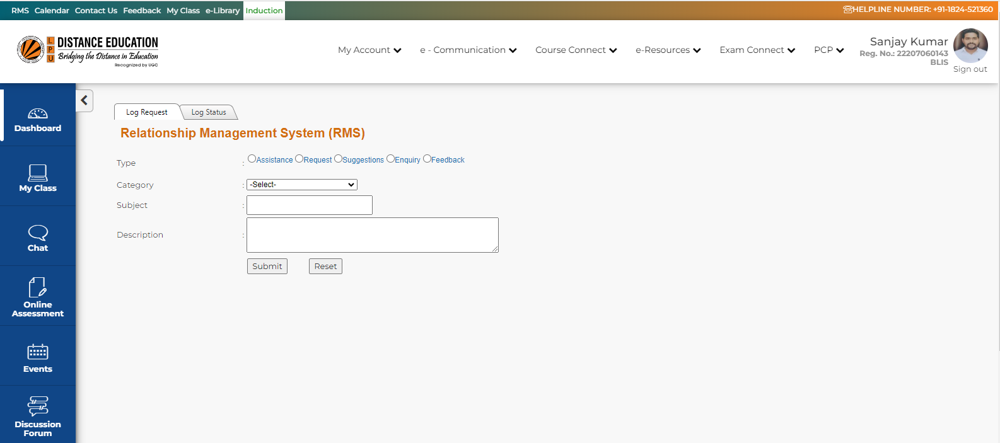 RMS Calendar Contact Us Feedback My Class e-Library Induction
HELPLINE NUMBER: +91-1824-521360
LPU
DISTANCE EDUCATION
Bridging the Distance in Education
Recognized by UGC
My Account e - Communication Course Connect e-Resources Exam Connect PCP
Sanjay Kumar
Reg. No.: 22207060143
BLIS
Sign out
Dashboard
My Class
Chat
Online
Assessment
Events
Discussion
Forum
Log Request Log Status
Relationship Management System (RMS)
Type : Assistance Request Suggestions Enquiry Feedback
Category : -Select-
Subject :
Description :
Submit Reset